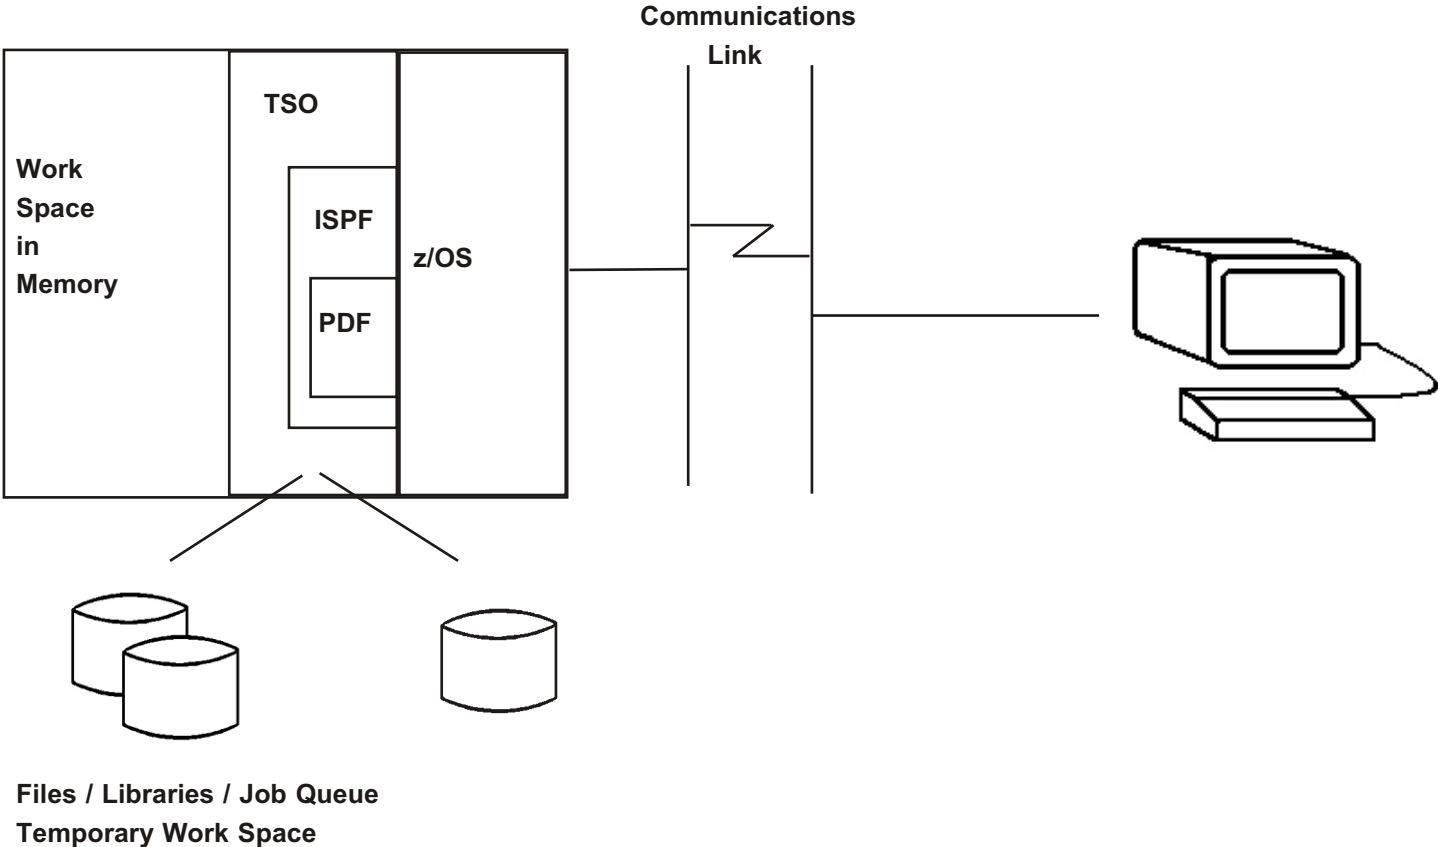 Communications
Link
TSO
Work
Space
in
Memory
ISPF
z/OS
PDF
Files / Libraries / Job Queue
Temporary Work Space